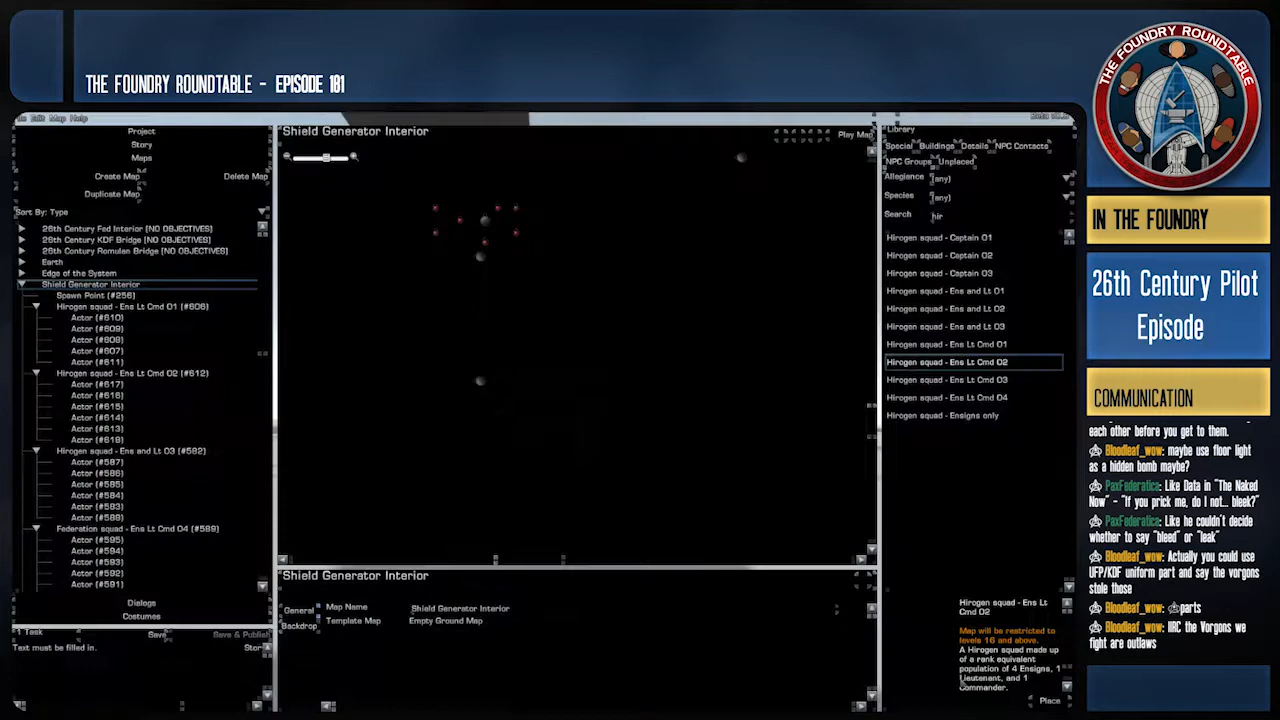 THE FOUNDRY ROUNDTABLE - EPISODE 181
THE FOUNDRY ROUNDTABLE
Edit Map Help
Project
Story
Maps
Create Map
Delete Map
Duplicate Map
Sort By: Type
26th Century Fed Interior [NO OBJECTIVES]
26th Century KDF Bridge [NO OBJECTIVES]
26th Century Romulan Bridge [NO OBJECTIVES]
Earth
Edge of the System
Shield Generator Interior
Spawn Point (#256)
Hirogen squad - Ens Lt Cmd 01 (#606)
Actor (#610)
Actor (#609)
Actor (#608)
Actor (#607)
Actor (#611)
Hirogen squad - Ens Lt Cmd 02 (#612)
Actor (#617)
Actor (#616)
Actor (#615)
Actor (#614)
Actor (#613)
Actor (#618)
Hirogen squad - Ens and Lt 03 (#582)
Actor (#587)
Actor (#586)
Actor (#585)
Actor (#584)
Actor (#583)
Actor (#588)
Federation squad - Ens Lt Cmd 04 (#589)
Actor (#595)
Actor (#594)
Actor (#593)
Actor (#592)
Actor (#591)
Dialogs
Costumes
1 Task
Save
Save & Publish
Text must be filled in.
Stor
Shield Generator Interior
Play Map
Shield Generator Interior
General
Backdrop
Map Name
Shield Generator Interior
Template Map
Empty Ground Map
Library
Special Buildings Details NPC Contacts
NPC Groups Unplaced
Allegiance [any]
Species [any]
Search hir
Hirogen squad - Captain 01
Hirogen squad - Captain 02
Hirogen squad - Captain 03
Hirogen squad - Ens and Lt 01
Hirogen squad - Ens and Lt 02
Hirogen squad - Ens and Lt 03
Hirogen squad - Ens Lt Cmd 01
Hirogen squad - Ens Lt Cmd 02
Hirogen squad - Ens Lt Cmd 03
Hirogen squad - Ens Lt Cmd 04
Hirogen squad - Ensigns only
Hirogen squad - Ens Lt
Cmd 02
Map will be restricted to
levels 16 and above.
A Hirogen squad made up
of a rank equivalent
population of 4 Ensigns, 1
Lieutenant, and 1
Commander.
Place
IN THE FOUNDRY
26th Century Pilot
Episode
COMMUNICATION
each other before you get to them.
Bloodleaf_wow: maybe use floor light
as a hidden bomb maybe?
PaxFederatica: Like Data in "The Naked
Now" - "If you prick me, do I not... bleek?"
PaxFederatica: Like he couldn't decide
whether to say "bleed" or "leak"
Bloodleaf_wow: Actually you could use
UFP/KDF uniform part and say the vorgons
stole those
Bloodleaf_wow: parts
Bloodleaf_wow: IIRC the Vorgons we
fight are outlaws